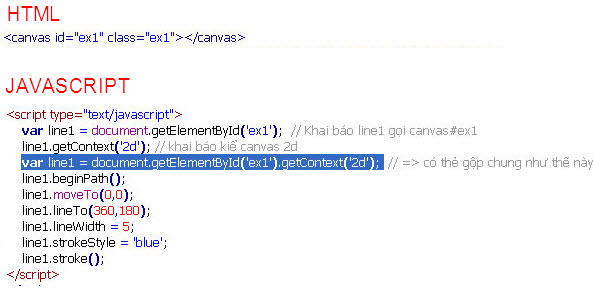 HTML
<canvas id="ex1" class="ex1"></canvas>
JAVASCRIPT
<script type="text/javascript">
var line1 = document.getElementById('ex1'); // Khai báo line1 gọi canvas#ex1
line1.getContext('2d'); // khai báo kiể canvas 2d
var line1 = document.getElementById('ex1').getContext('2d'); // => có thẻ gộp chung như thế này
line1.beginPath();
line1.moveTo(0,0);
line1.lineTo(360,180);
line1.lineWidth = 5;
line1.strokeStyle = 'blue';
line1.stroke();
</script>